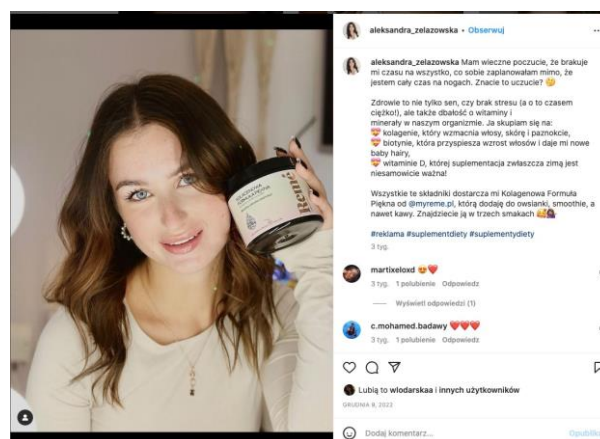 aleksandra_zelazowska • Obserwuj
aleksandra_zelazowska Mam wieczne poczucie, że brakuje
mi czasu na wszystko, co sobie zaplanowałam mimo, że
jestem cały czas na nogach. Znacie to uczucie? 🥲
Zdrowie to nie tylko sen, czy brak stresu (a o to czasem
ciężko!), ale także dbałość o witaminy i
minerały w naszym organizmie. Ja skupiam się na:
💝 kolagenie, który wzmacnia włosy, skórę i paznokcie,
💝 biotynie, która przyspiesza wzrost włosów i daje mi nowe
baby hairy,
💝 witaminie D, której suplementacja zwłaszcza zimą jest
niesamowicie ważna!
Wszystkie te składniki dostarcza mi Kolagenowa Formuła
Piękna od @myreme.pl, którą dodaję do owsianki, smoothie, a
nawet kawy. Znajdziecie ją w trzech smakach
#reklama #suplementdiety #suplementydiety
3 tyg.
martixeloxd 😍❤️
3 tyg. 1 polubienie Odpowiedz
Wyświetl odpowiedzi (1)
c.mohamed.badawy ❤️❤️❤️
3 tyg. 1 polubienie Odpowiedz
Lubią to wlodarskaa i innych użytkowników
GRUDNIA 9, 2023
Dodaj komentarz...
Opublikuj
KOLAGENOWA
FORMUŁA PIĘKNA